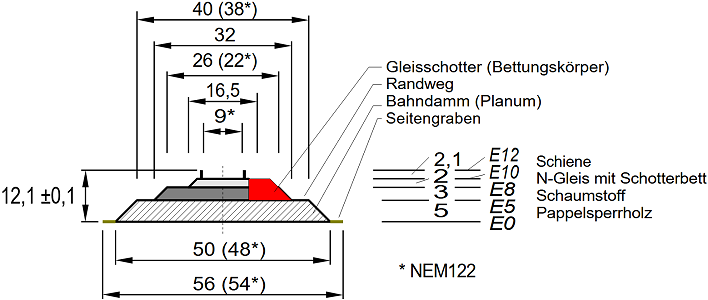 40 (38*)
32
26 (22*)
16,5
9*
Gleisschotter (Bettungskörper)
Randweg
Bahndamm (Planum)
Seitengraben
12,1 ±0,1
2,1 E12 Schiene
2 E10 N-Gleis mit Schotterbett
3 E8 Schaumstoff
5 E5 Pappelsperrholz
E0
50 (48*)
56 (54*)
* NEM122